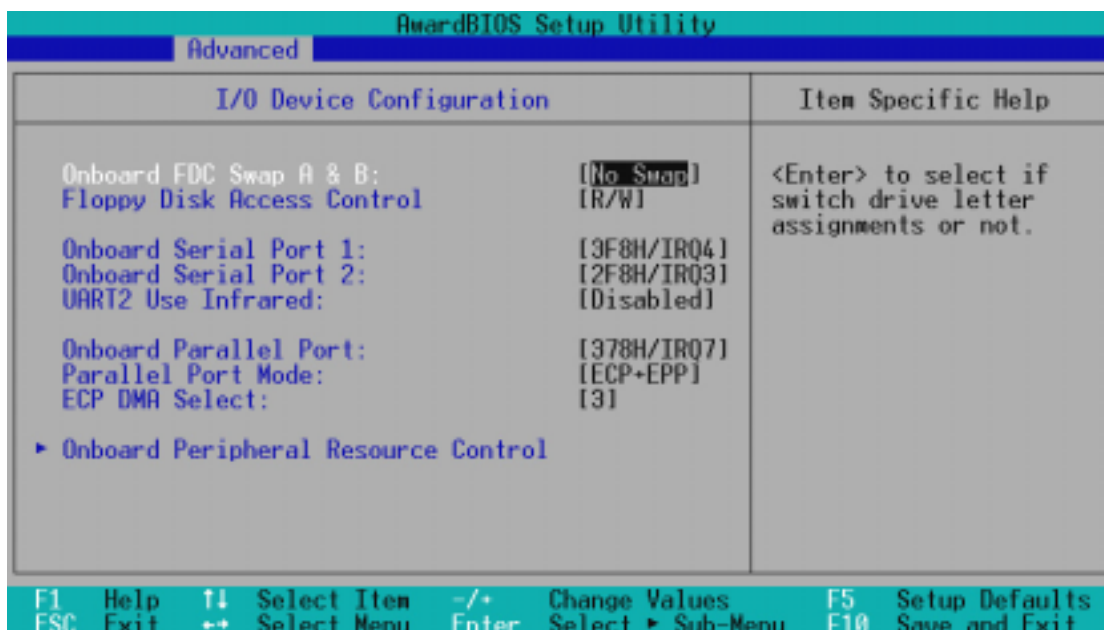 AwardBIOS Setup Utility
Advanced
I/O Device Configuration
Item Specific Help
Onboard FDC Swap A & B: [No Swap]
Floppy Disk Access Control [R/W]
Onboard Serial Port 1: [3F8H/IRQ4]
Onboard Serial Port 2: [2F8H/IRQ3]
UART2 Use Infrared: [Disabled]
Onboard Parallel Port: [378H/IRQ7]
Parallel Port Mode: [ECP+EPP]
ECP DMA Select: [3]
► Onboard Peripheral Resource Control
<Enter> to select if
switch drive letter
assignments or not.
F1 Help ↑↓ Select Item -/+ Change Values F5 Setup Defaults
ESC Exit ←→ Select Menu Enter Select ► Sub-Menu F10 Save and Exit